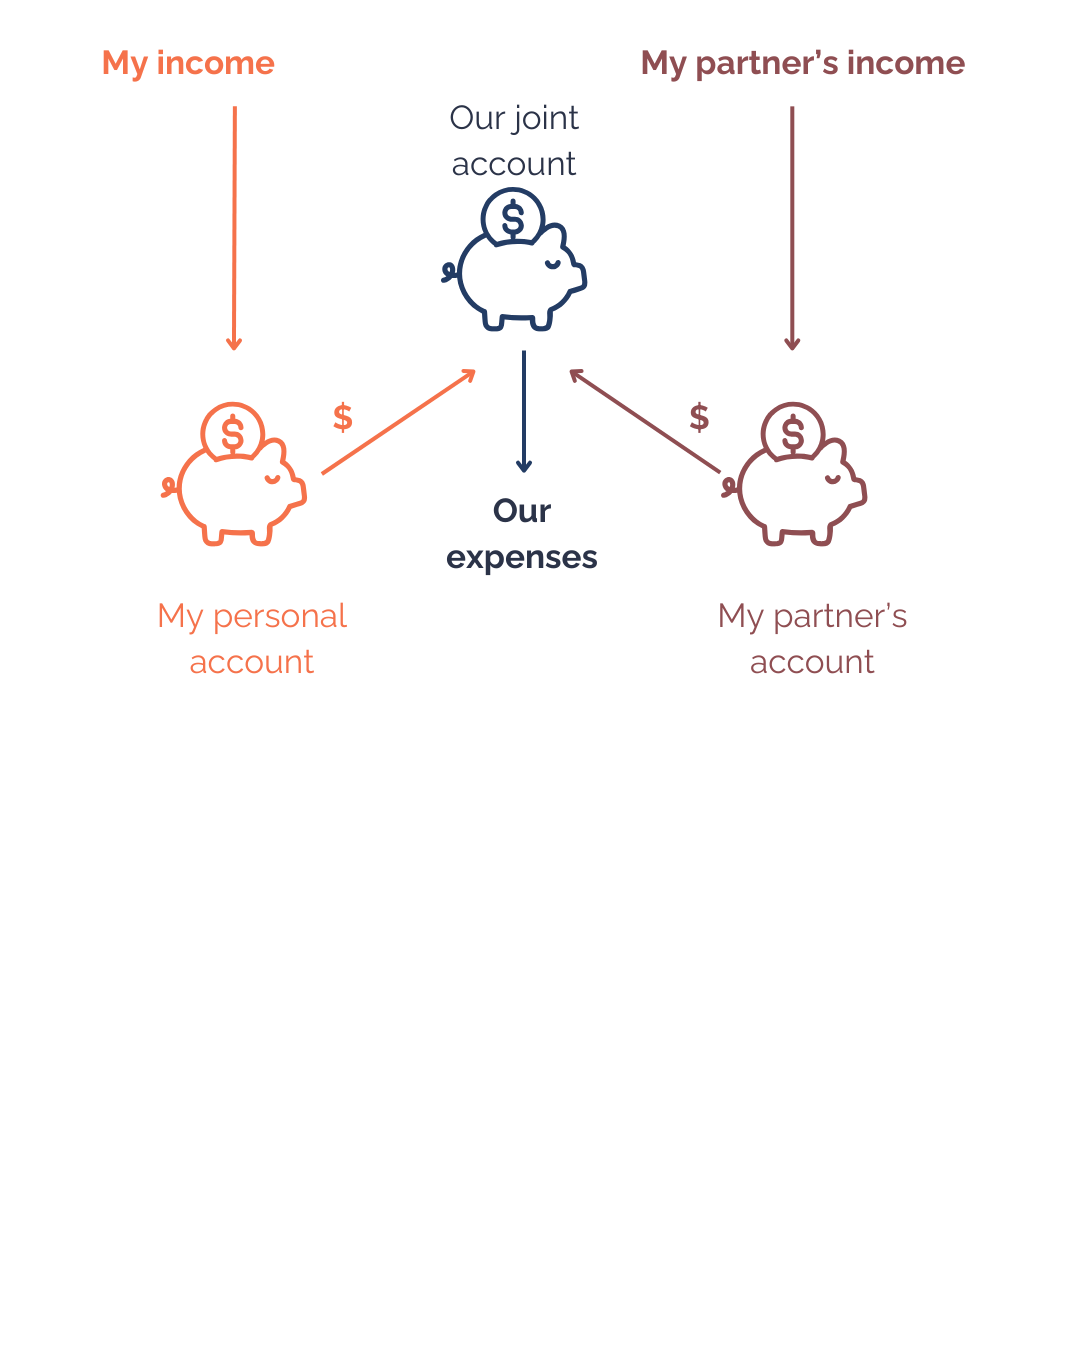 My income
My partner’s income
Our joint
account
$
$
$
$
$
Our
expenses
My personal
account
My partner’s
account